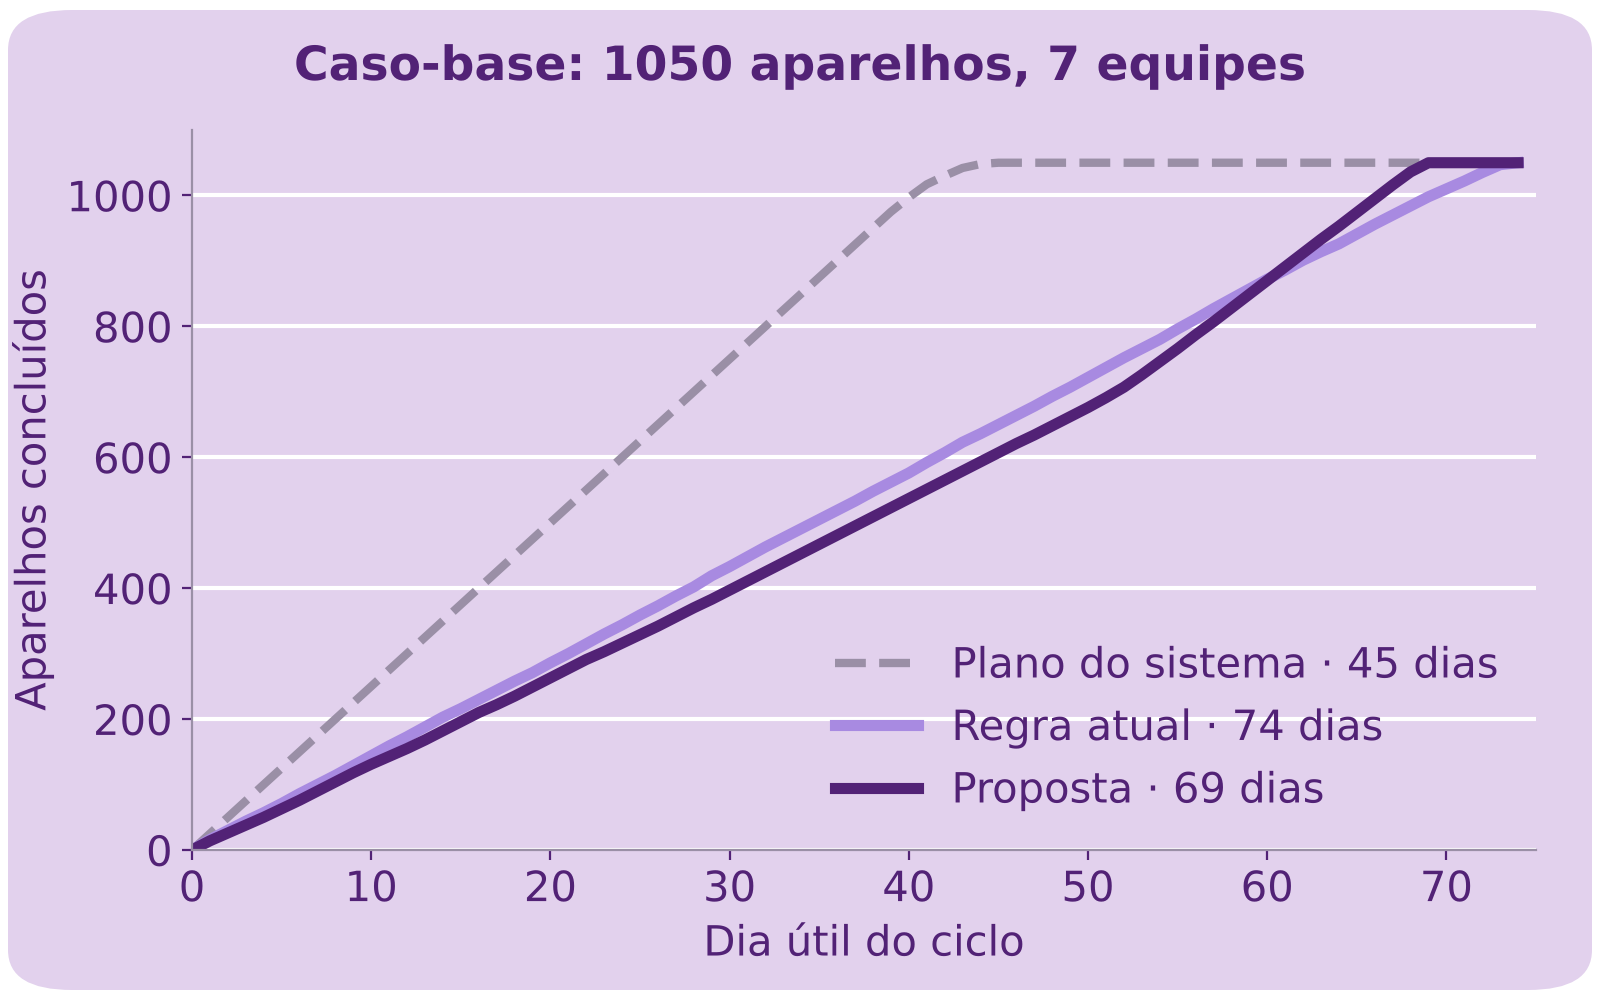 Caso-base: 1050 aparelhos, 7 equipes
Aparelhos concluídos
1000
800
600
400
200
0
Plano do sistema · 45 dias
Regra atual · 74 dias
Proposta · 69 dias
0 10 20 30 40 50 60 70
Dia útil do ciclo